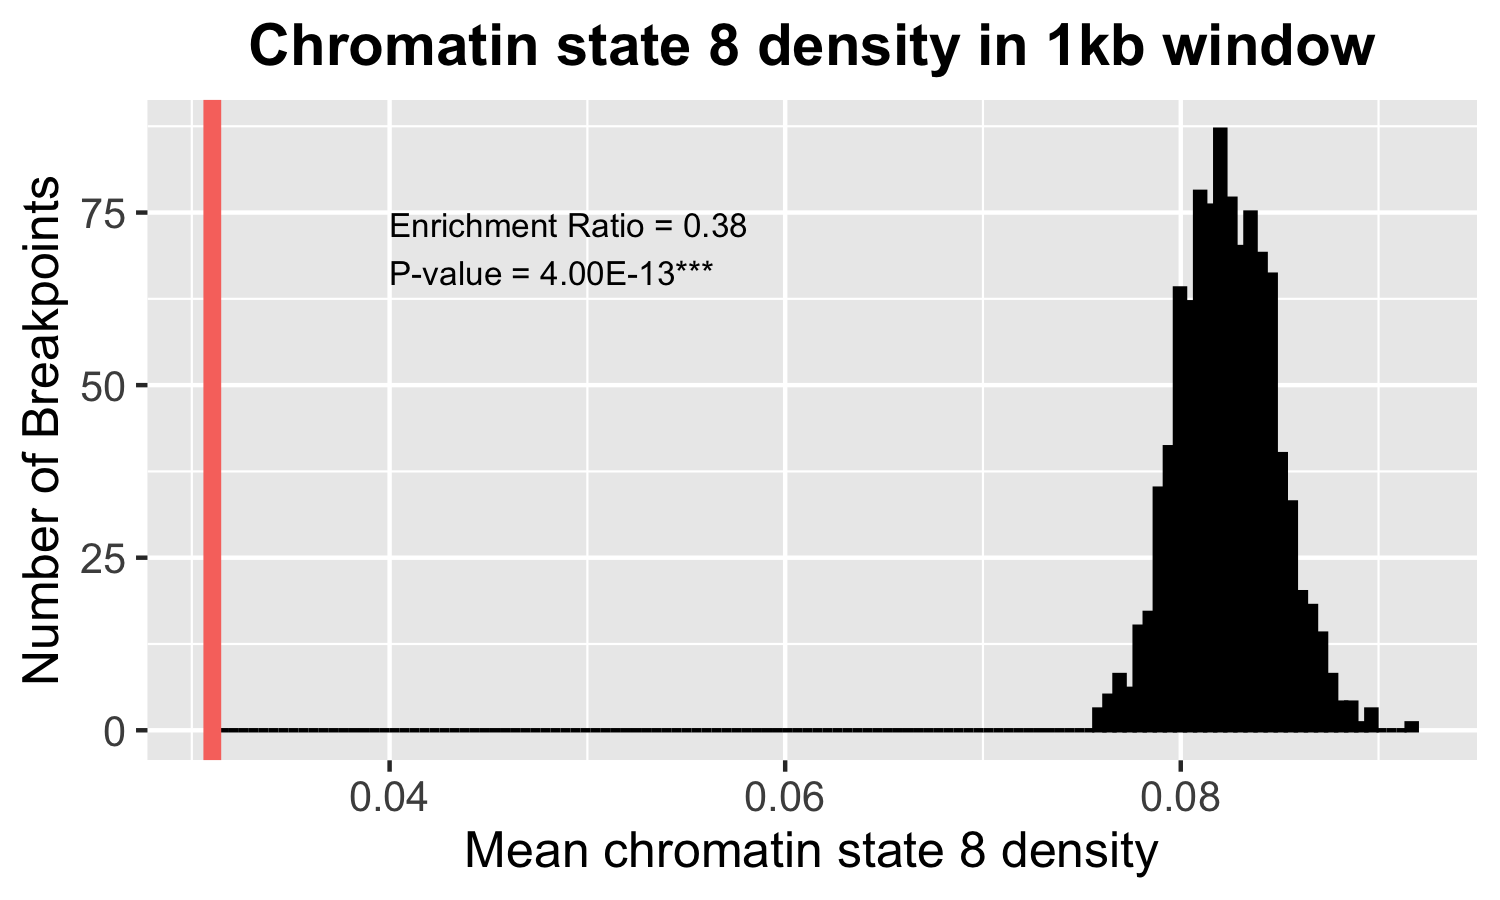 Chromatin state 8 density in 1kb window
Number of Breakpoints
75
50
25
0
Enrichment Ratio = 0.38
P-value = 4.00E-13***
0.04
0.06
0.08
Mean chromatin state 8 density